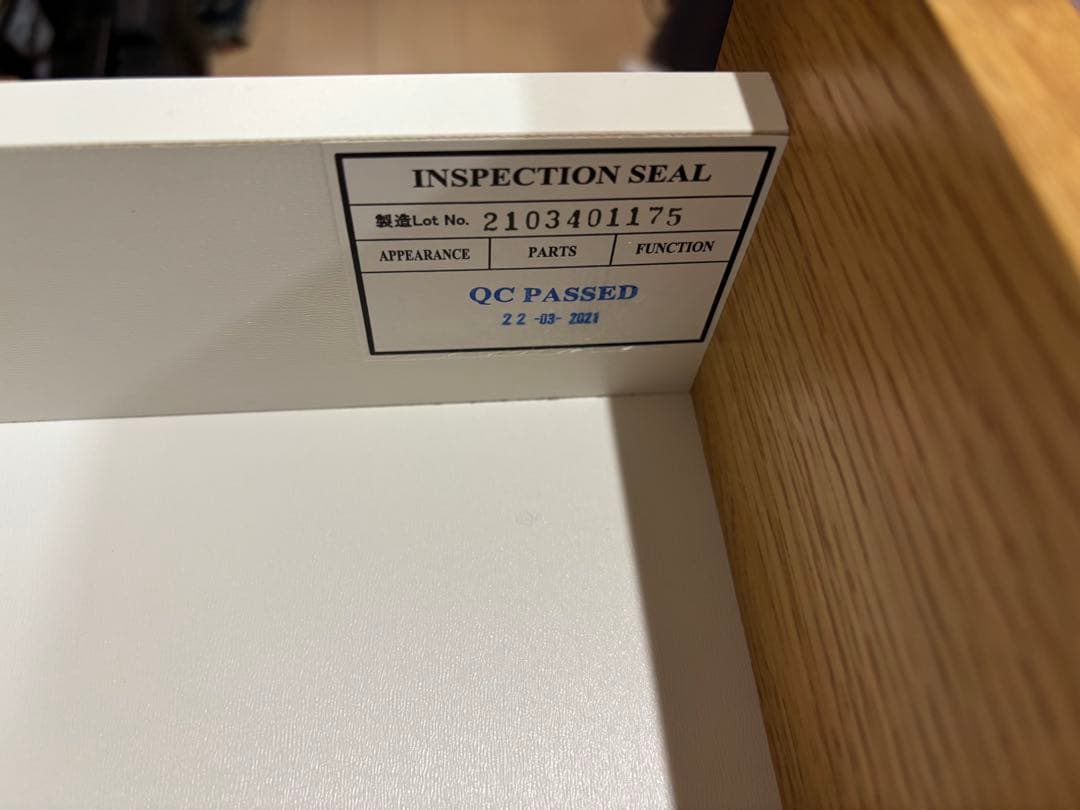 INSPECTION SEAL
製造Lot No. 2103401175
APPEARANCE PARTS FUNCTION
QC PASSED
22 -03- 2021